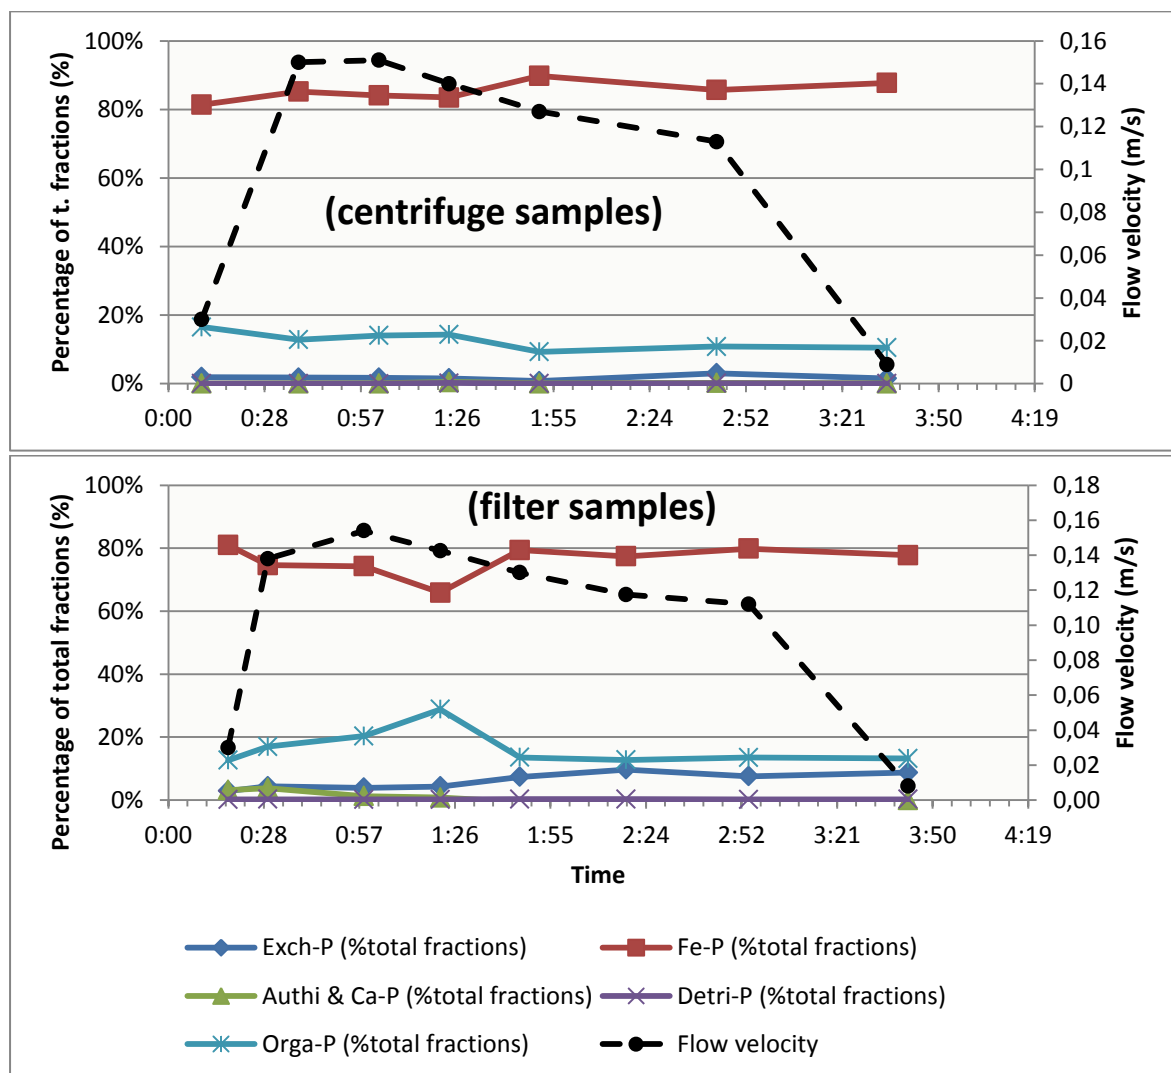 Percentage of t. fractions (%)
100%
80%
60%
40%
20%
0%
(centrifuge samples)
0,16
0,14
0,12
0,1
0,08
0,06
0,04
0,02
0
Flow velocity (m/s)
0:00 0:28 0:57 1:26 1:55 2:24 2:52 3:21 3:50 4:19
Percentage of total fractions (%)
100%
80%
60%
40%
20%
0%
(filter samples)
0,18
0,16
0,14
0,12
0,10
0,08
0,06
0,04
0,02
0,00
Flow velocity (m/s)
0:00 0:28 0:57 1:26 1:55 2:24 2:52 3:21 3:50 4:19
Time
Exch-P (%total fractions) Fe-P (%total fractions)
Authi & Ca-P (%total fractions) Detri-P (%total fractions)
Orga-P (%total fractions) Flow velocity